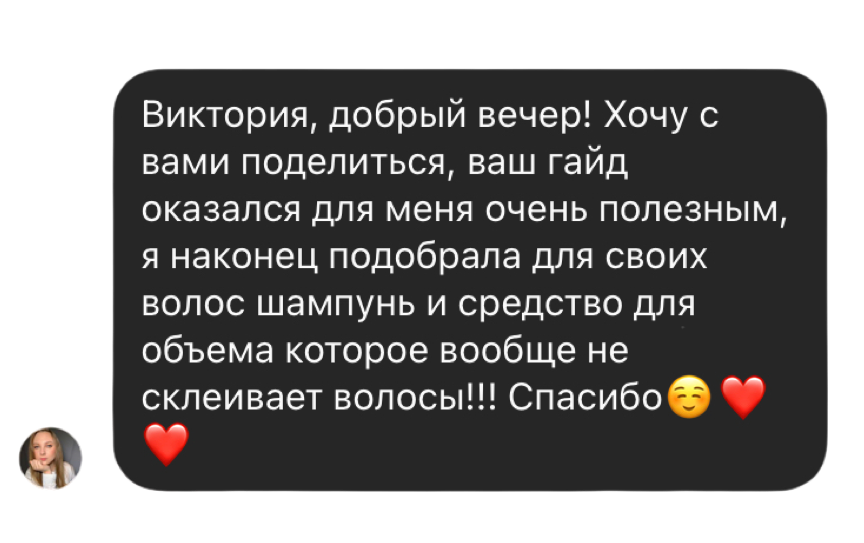 Виктория, добрый вечер! Хочу с
вами поделиться, ваш гайд
оказался для меня очень полезным,
я наконец подобрала для своих
волос шампунь и средство для
объема которое вообще не
склеивает волосы!!! Спасибо☺️❤️
❤️